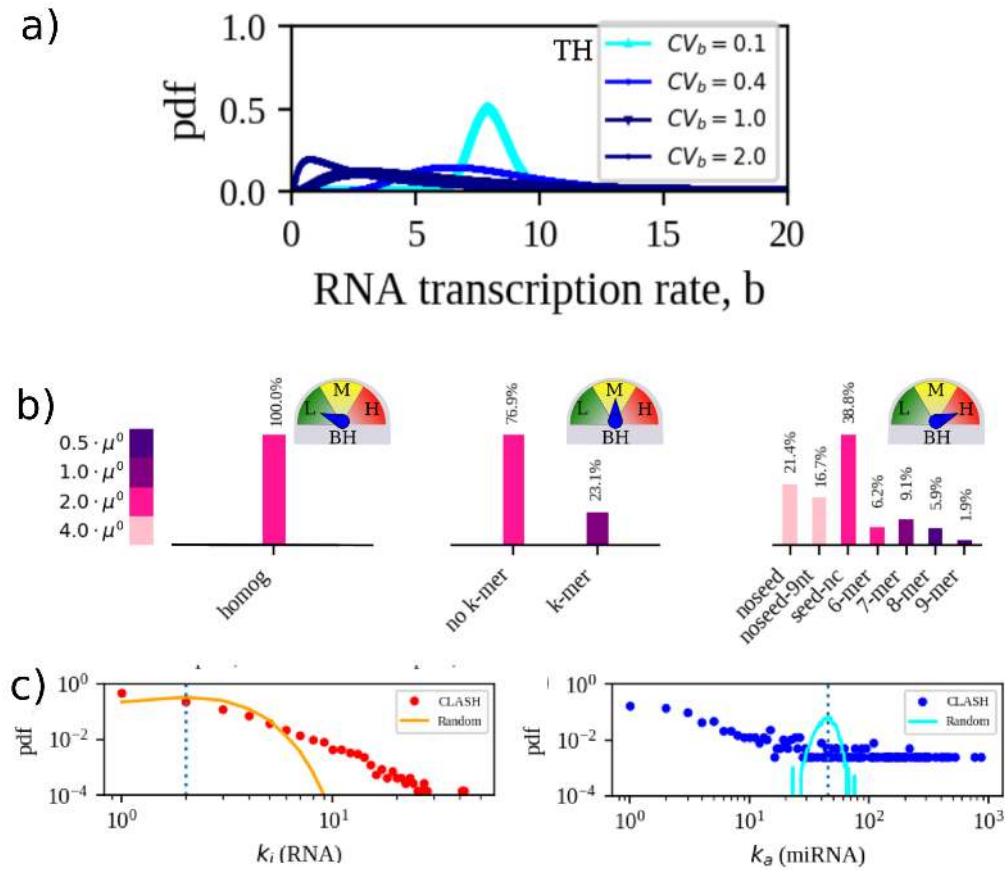 a)
1.0
0.5
0.0
pdf
TH
CV_b = 0.1
CV_b = 0.4
CV_b = 1.0
CV_b = 2.0
0 5 10 15 20
RNA transcription rate, b
b)
0.5 · μ⁰
1.0 · μ⁰
2.0 · μ⁰
4.0 · μ⁰
100.0%
L M H
BH
homog
76.9%
23.1%
L M H
BH
no k-mer
k-mer
21.4%
16.7%
38.8%
6.2%
9.1%
5.9%
1.9%
L M H
BH
noseed
noseed-9nt
seed-nc
6-mer
7-mer
8-mer
9-mer
c)
10⁰
10⁻²
10⁻⁴
pdf
CLASH
Random
10⁰ 10¹
k_i (RNA)
10⁰
10⁻²
10⁻⁴
pdf
CLASH
Random
10⁰ 10¹ 10² 10³
k_a (miRNA)